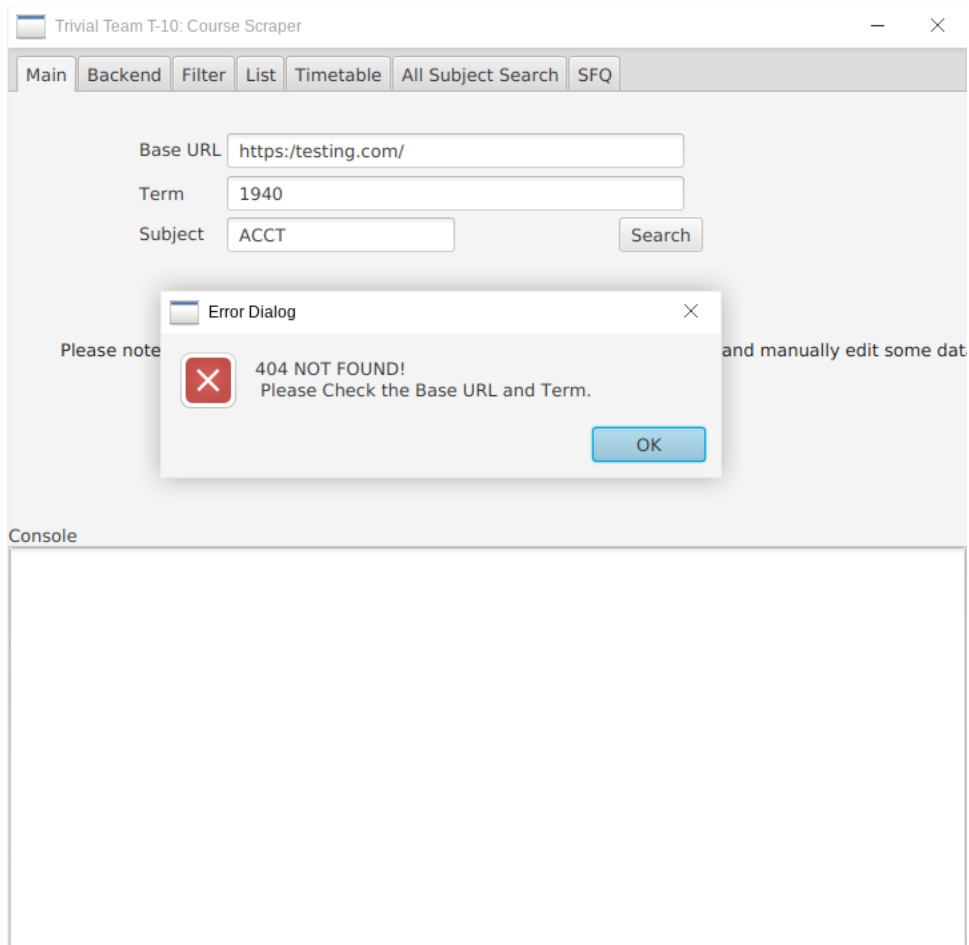 Trivial Team T-10: Course Scraper
Main Backend Filter List Timetable All Subject Search SFQ
Base URL https:/testing.com/
Term 1940
Subject ACCT Search
Error Dialog
Please note and manually edit some
404 NOT FOUND!
Please Check the Base URL and Term.
OK
Console